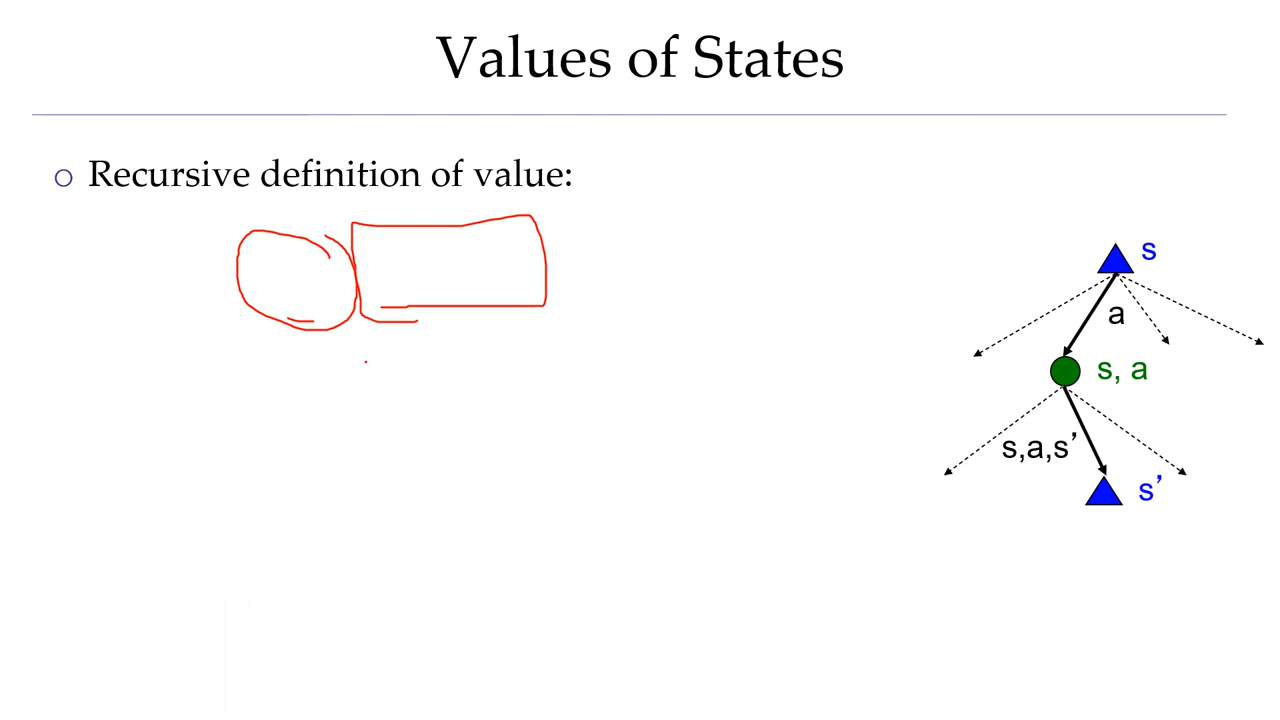 Values of States
Recursive definition of value:
s
a
s, a
s,a,s’
s’